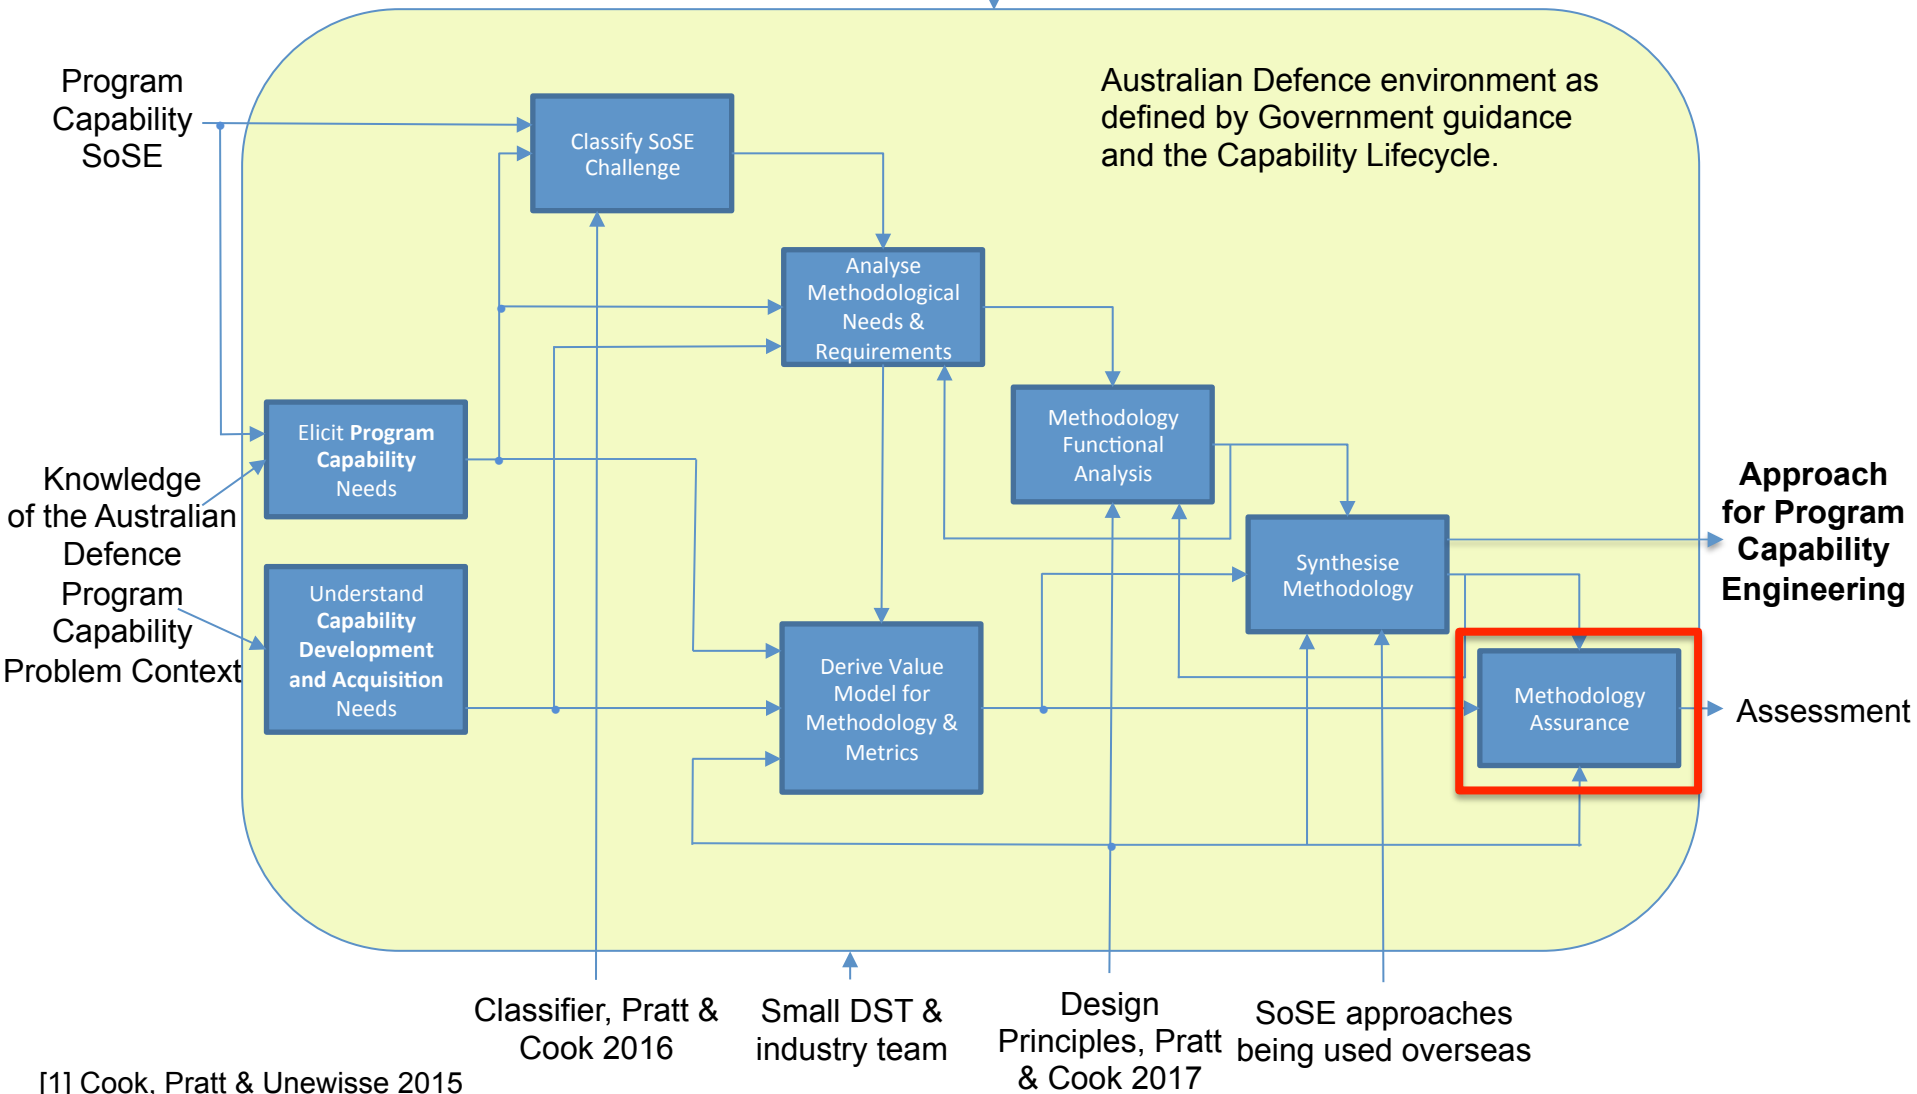 Program
Capability
SoSE
Australian Defence environment as
defined by Government guidance
and the Capability Lifecycle.
Classify SoSE
Challenge
Analyse
Methodological
Needs &
Requirements
Elicit Program
Capability
Needs
Methodology
Functional
Analysis
Knowledge
of the Australian
Defence
Program
Capability
Problem Context
Approach
for Program
Capability
Engineering
Synthesise
Methodology
Understand
Capability
Development
and Acquisition
Needs
Derive Value
Model for
Methodology &
Metrics
Methodology
Assurance
Assessment
Classifier, Pratt &
Cook 2016
Small DST &
industry team
Design
Principles, Pratt
& Cook 2017
SoSE approaches
being used overseas
[1] Cook, Pratt & Unewisse 2015